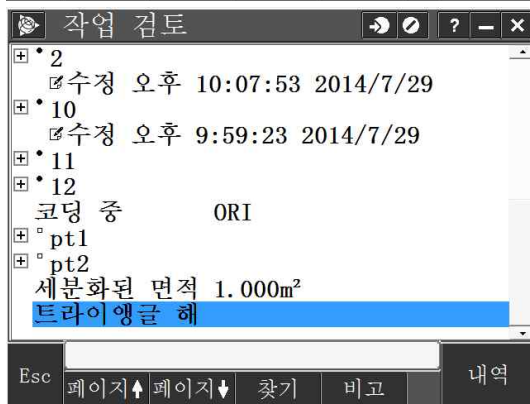 작업 검토
? – ×
2
수정 오후 10:07:53 2014/7/29
10
수정 오후 9:59:23 2014/7/29
11
12
코딩 중 ORI
pt1
pt2
세분화된 면적 1.000m²
트라이앵글 해
Esc 페이지↑ 페이지↓ 찾기 비고 내역